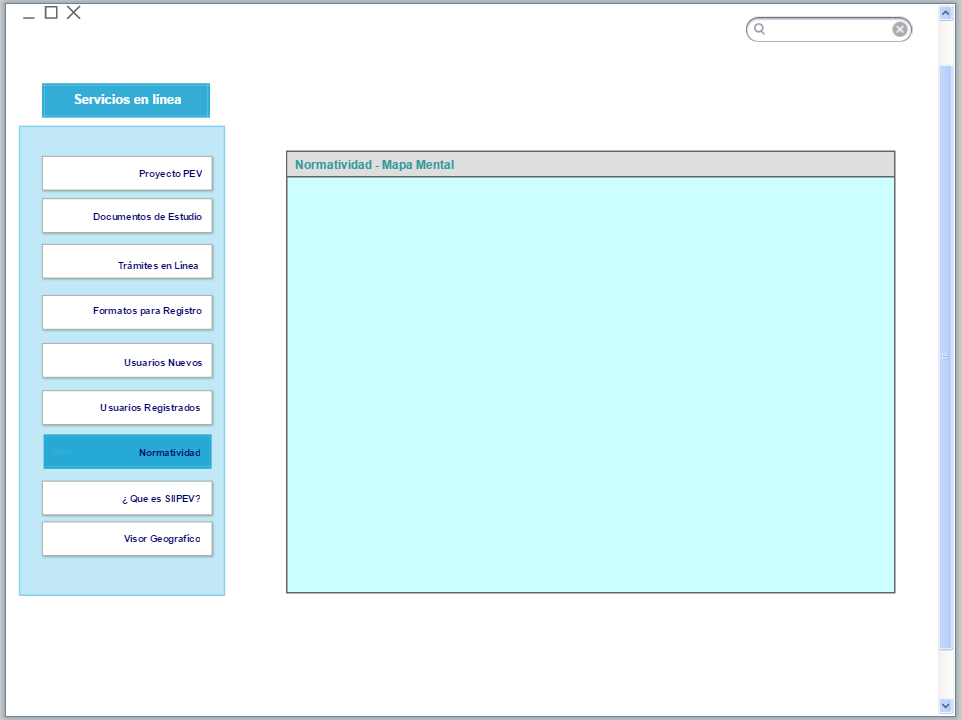 Servicios en línea
Proyecto PEV
Documentos de Estudio
Trámites en Línea
Formatos para Registro
Usuarios Nuevos
Usuarios Registrados
Normatividad
¿ Que es SIIPEV?
Visor Geografíco
Normatividad - Mapa Mental